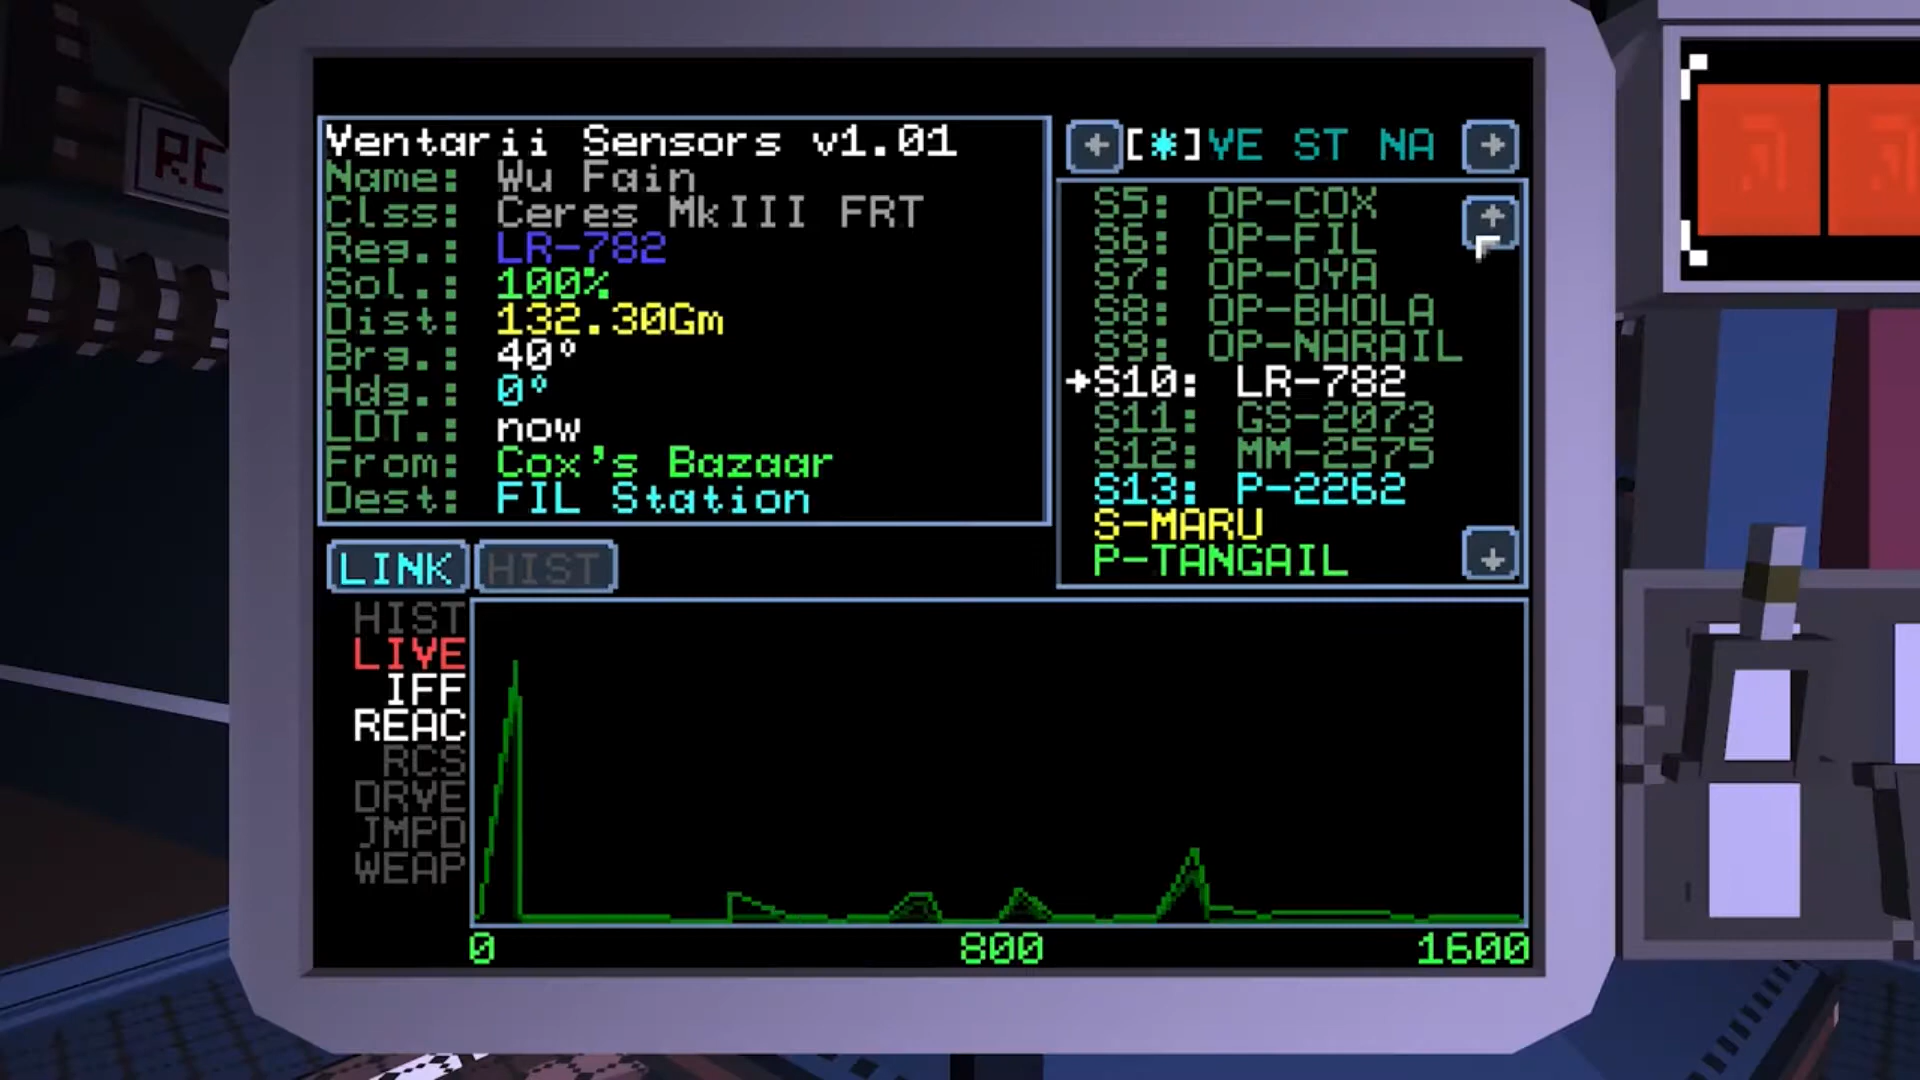 Ventarii Sensors v1.01
Name: Wu Fain
Clss: Ceres MkIII FRT
Reg.: LR-782
Sol.: 100%
Dist: 132.30Gm
Brg.: 40°
Hdg.: 0°
LDT.: now
From: Cox's Bazaar
Dest: FIL Station
[*]VE ST NA
S5: OP-COX
S6: OP-FIL
S7: OP-OYA
S8: OP-BHOLA
S9: OP-NARAIL
S10: LR-782
S11: GS-2073
S12: MM-2575
S13: P-2262
S-MARU
P-TANGAIL
LINK HIST
HIST
LIVE
IFF
REAC
RCS
DRVE
JMPD
WEAP
0 800 1600